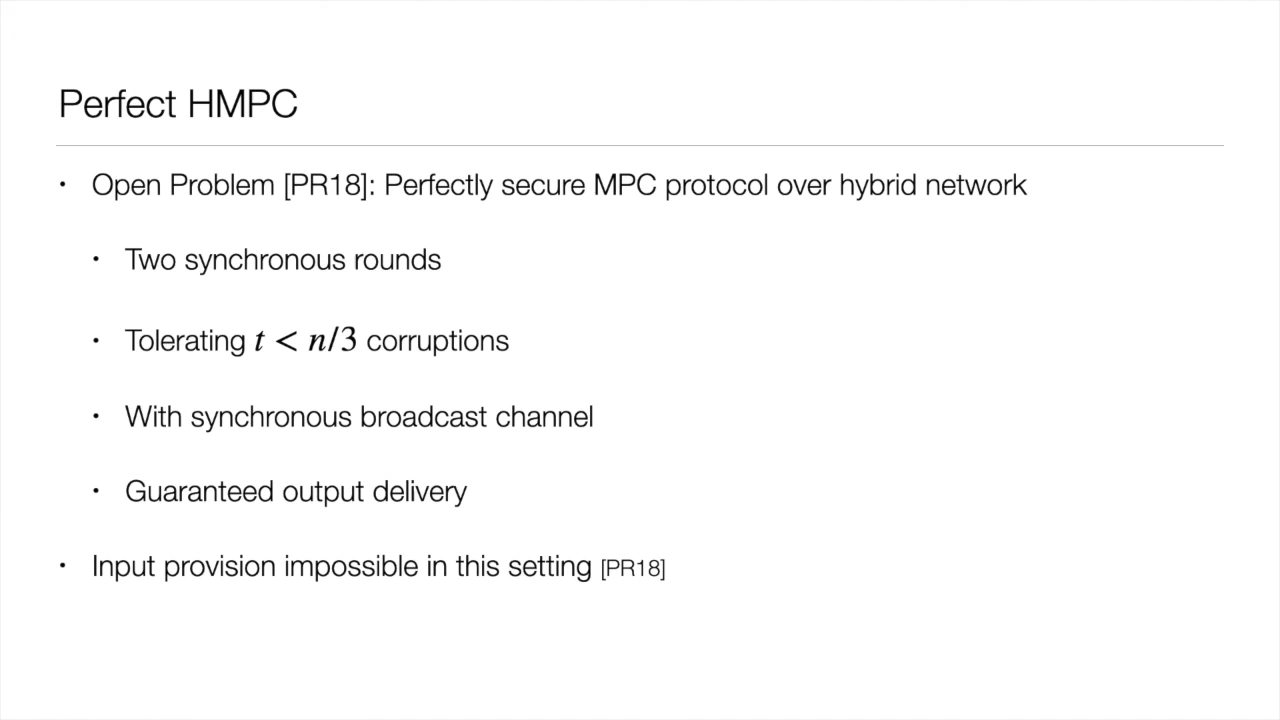 Perfect HMPC
• Open Problem [PR18]: Perfectly secure MPC protocol over hybrid network
• Two synchronous rounds
• Tolerating t < n/3 corruptions
• With synchronous broadcast channel
• Guaranteed output delivery
• Input provision impossible in this setting [PR18]